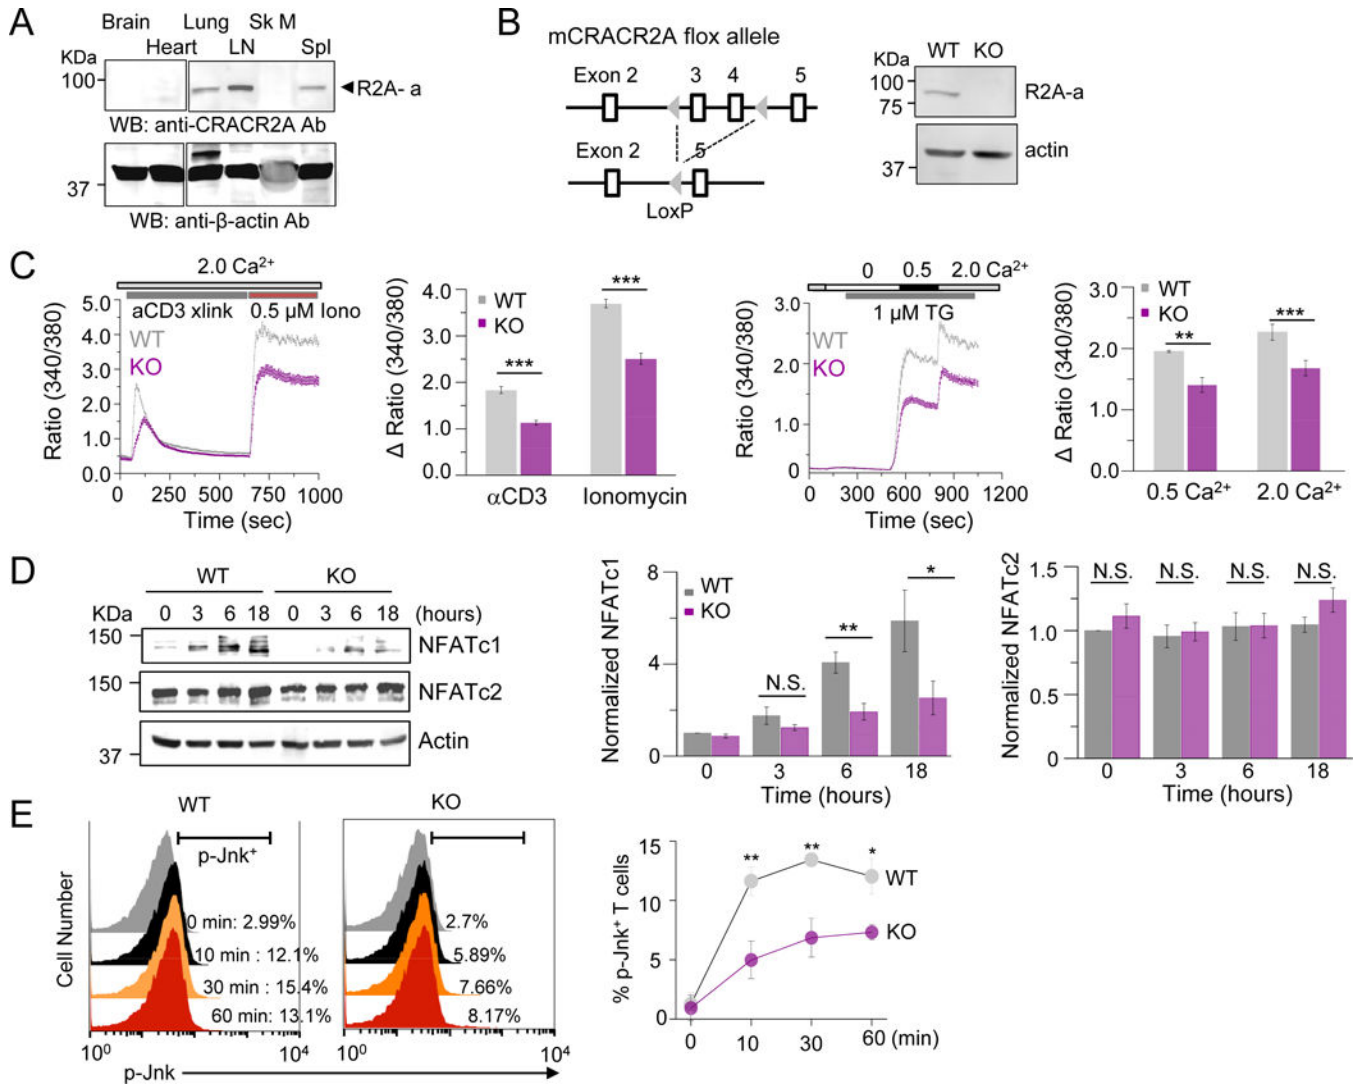 A
Brain Lung Sk M
KDa Heart LN Spl
100
R2A- a
WB: anti-CRACR2A Ab
37
WB: anti-β-actin Ab
B
mCRACR2A flox allele
Exon 2 3 4 5
Exon 2 5
LoxP
WT KO
KDa
100
75
R2A-a
actin
37
C
2.0 Ca²⁺
aCD3 xlink 0.5 µM Iono
WT
KO
Ratio (340/380)
5.0
4.0
3.0
2.0
1.0
0.0
0 250 500 750 1000
Time (sec)
Δ Ratio (340/380)
4.0
3.0
2.0
1.0
0.0
WT
KO
***
***
αCD3 Ionomycin
0 0.5 2.0 Ca²⁺
1 µM TG
WT
KO
Ratio (340/380)
3.0
2.0
1.0
0
0 300 600 900 1200
Time (sec)
Δ Ratio (340/380)
3.0
2.0
1.0
0.0
WT
KO
**
***
0.5 Ca²⁺ 2.0 Ca²⁺
D
WT KO
KDa 0 3 6 18 0 3 6 18 (hours)
150
NFATc1
150
NFATc2
Actin
37
Normalized NFATc1
8
4
0
WT
KO
N.S.
**
*
0 3 6 18
Time (hours)
Normalized NFATc2
1.5
1.0
0.5
0
N.S. N.S. N.S. N.S.
0 3 6 18
Time (hours)
E
WT KO
Cell Number
p-Jnk⁺
0 min: 2.99%
10 min : 12.1%
30 min : 15.4%
60 min: 13.1%
2.7%
5.89%
7.66%
8.17%
10⁰ 10⁴ 10⁰ 10⁴
p-Jnk
% p-Jnk⁺ T cells
15
10
5
0
** ** *
WT
KO
0 10 30 60 (min)